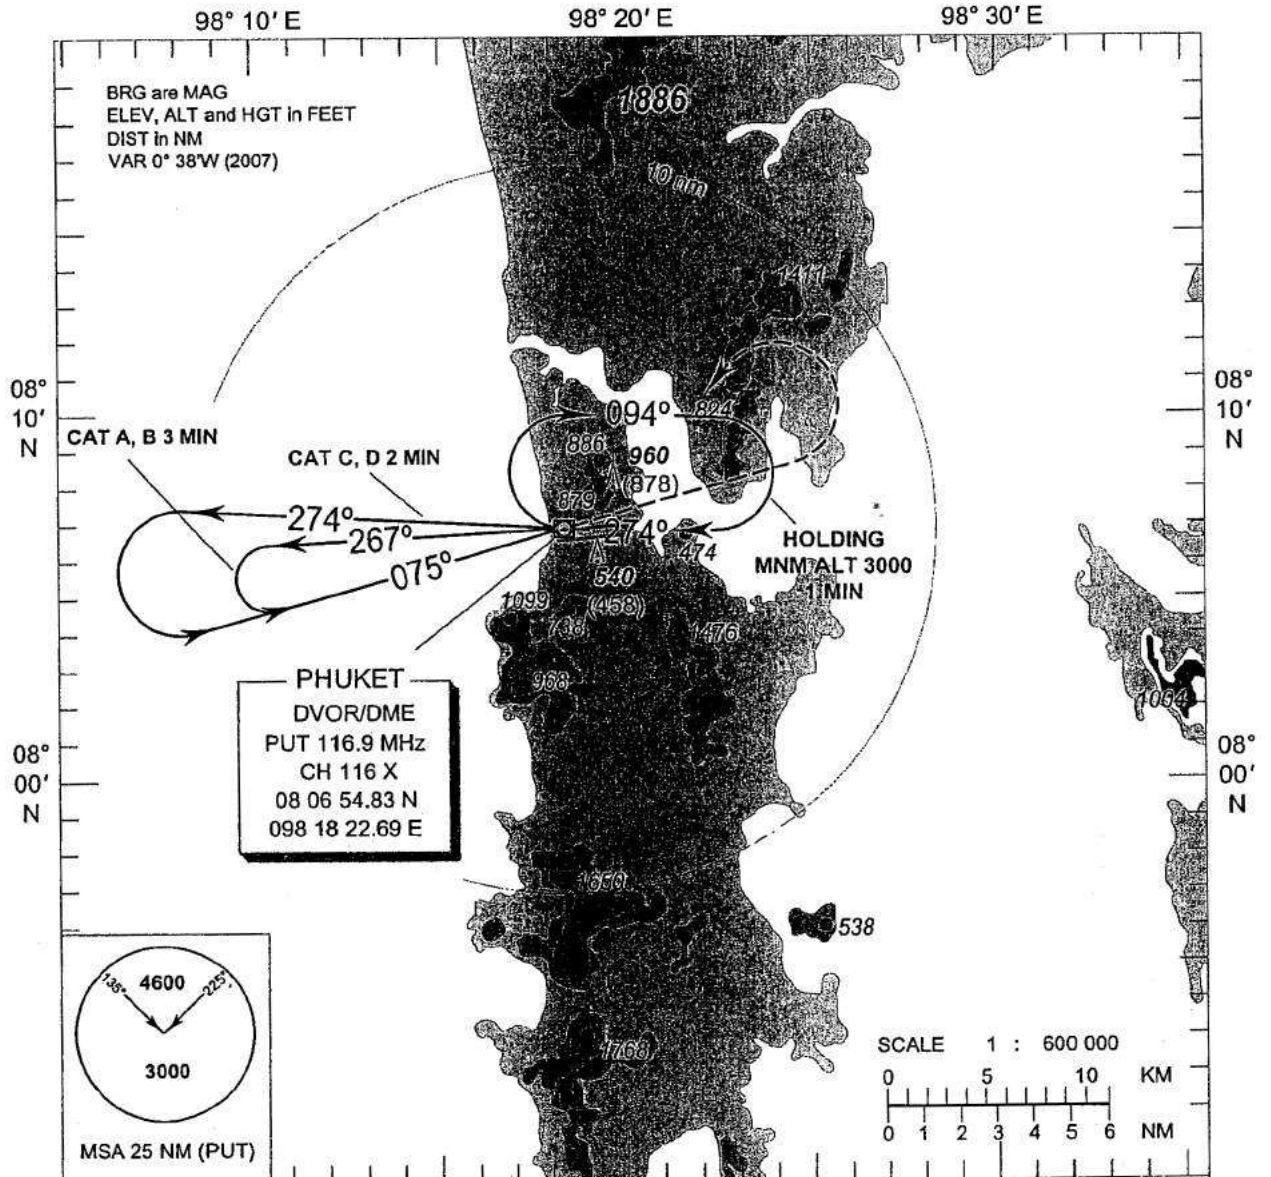 98° 10′ E
98° 20′ E
98° 30′ E
BRG are MAG
ELEV, ALT and HGT in FEET
DIST in NM
VAR 0° 38'W (2007)
1886
10 nm
1411
08°
10′
N
08°
10′
N
CAT A, B 3 MIN
CAT C, D 2 MIN
094°
824
886
960
(878)
879
274°
267°
075°
274°
474
HOLDING
MNM ALT 3000
1 MIN
540
(458)
1099
738
1476
968
1004
PHUKET
DVOR/DME
PUT 116.9 MHz
CH 116 X
08 06 54.83 N
098 18 22.69 E
08°
00′
N
08°
00′
N
1650
538
1768
135°
4600
225°
3000
MSA 25 NM (PUT)
SCALE 1 : 600 000
0 5 10 KM
0 1 2 3 4 5 6 NM